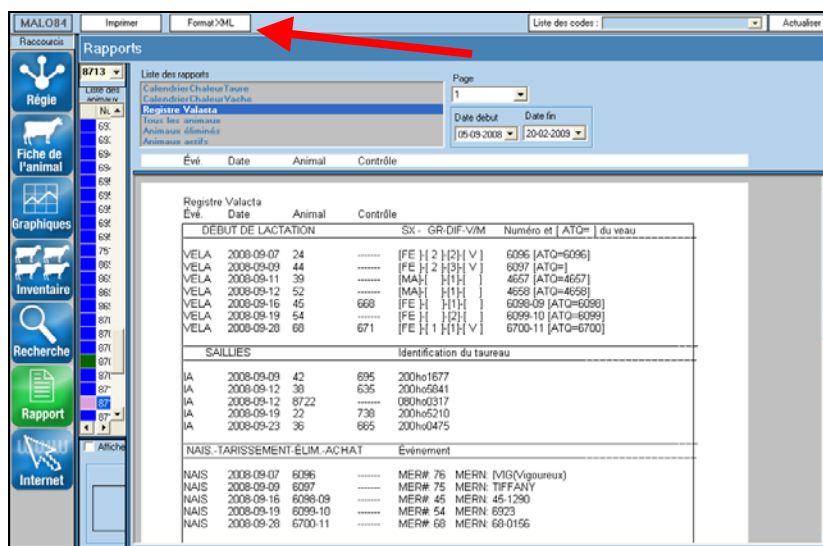 MALO84 Imprimer Format XML Liste des codes : Actualiser
Raccourcis Rapports
Régie
Fiche de l'animal
Graphiques
Inventaire
Recherche
Rapport
Internet
8713
Liste des animaux
Affiche
Liste des rapports
CalendrierChaleurTaure
CalendrierChaleurVache
Registre Valacta
Tous les animaux
Animaux éliminés
Animaux actifs
Page
1
Date debut Date fin
05-09-2008 20-02-2009
Évé. Date Animal Contrôle
Registre Valacta
Évé. Date Animal Contrôle
DÉBUT DE LACTATION SX - GR-DIF-V/M Numéro et [ ATQ= ] du veau
VELA 2008-09-07 24 ------- [FE ]-[ 2 ]-[2]-[ V ] 6096 [ATQ=6096]
VELA 2008-09-09 44 ------- [FE ]-[ 2 ]-[3]-[ V ] 6097 [ATQ=]
VELA 2008-09-11 39 ------- [MA]-[ ]-[1]-[ ] 4657 [ATQ=4657]
VELA 2008-09-12 52 ------- [MA]-[ ]-[1]-[ ] 4658 [ATQ=4658]
VELA 2008-09-16 45 668 [FE ]-[ ]-[1]-[ ] 6098-09 [ATQ=6098]
VELA 2008-09-19 54 ------- [FE ]-[ ]-[2]-[ ] 6099-10 [ATQ=6099]
VELA 2008-09-28 68 671 [FE ]-[ 1 ]-[1]-[ V ] 6700-11 [ATQ=6700]
SAILLIES Identification du taureau
IA 2008-09-09 42 695 200ho1677
IA 2008-09-12 38 635 200ho5841
IA 2008-09-12 8722 ------- 080ho0317
IA 2008-09-19 22 738 200ho5210
IA 2008-09-23 36 665 200ho0475
NAIS.-TARISSEMENT-ÉLIM.-ACHAT Événement
NAIS 2008-09-07 6096 ------- MER#: 76 MERN: [VIG(Vigoureux)
NAIS 2008-09-09 6097 ------- MER#: 75 MERN: TIFFANY
NAIS 2008-09-16 6098-09 ------- MER#: 45 MERN: 45-1290
NAIS 2008-09-19 6099-10 ------- MER#: 54 MERN: 6923
NAIS 2008-09-28 6700-11 ------- MER#: 68 MERN: 68-0156